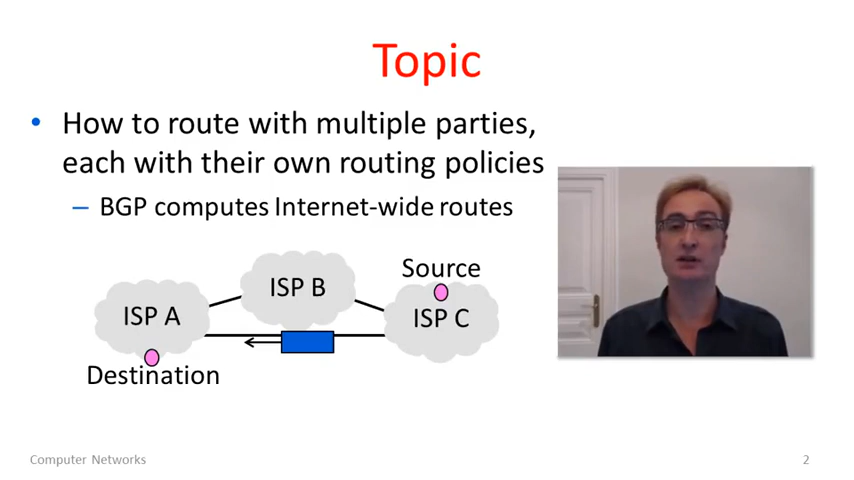 Topic
• How to route with multiple parties,
each with their own routing policies
– BGP computes Internet-wide routes
Source
ISP B
ISP A
ISP C
Destination
Computer Networks
2